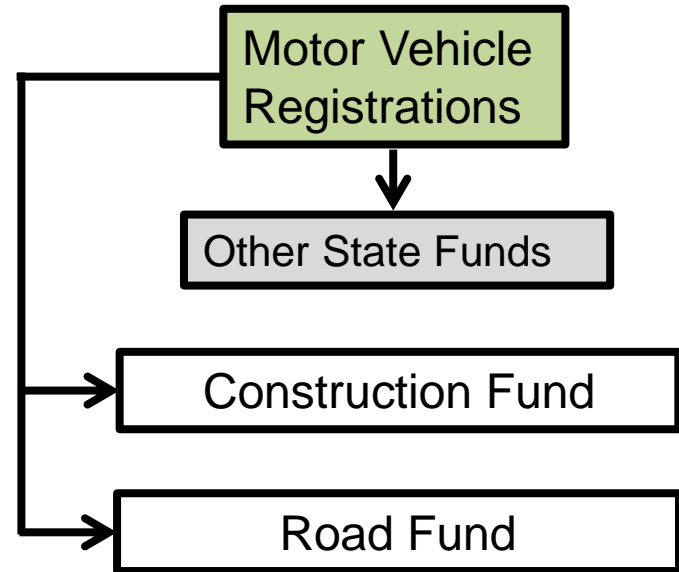 Motor Vehicle
Registrations
Other State Funds
Construction Fund
Road Fund